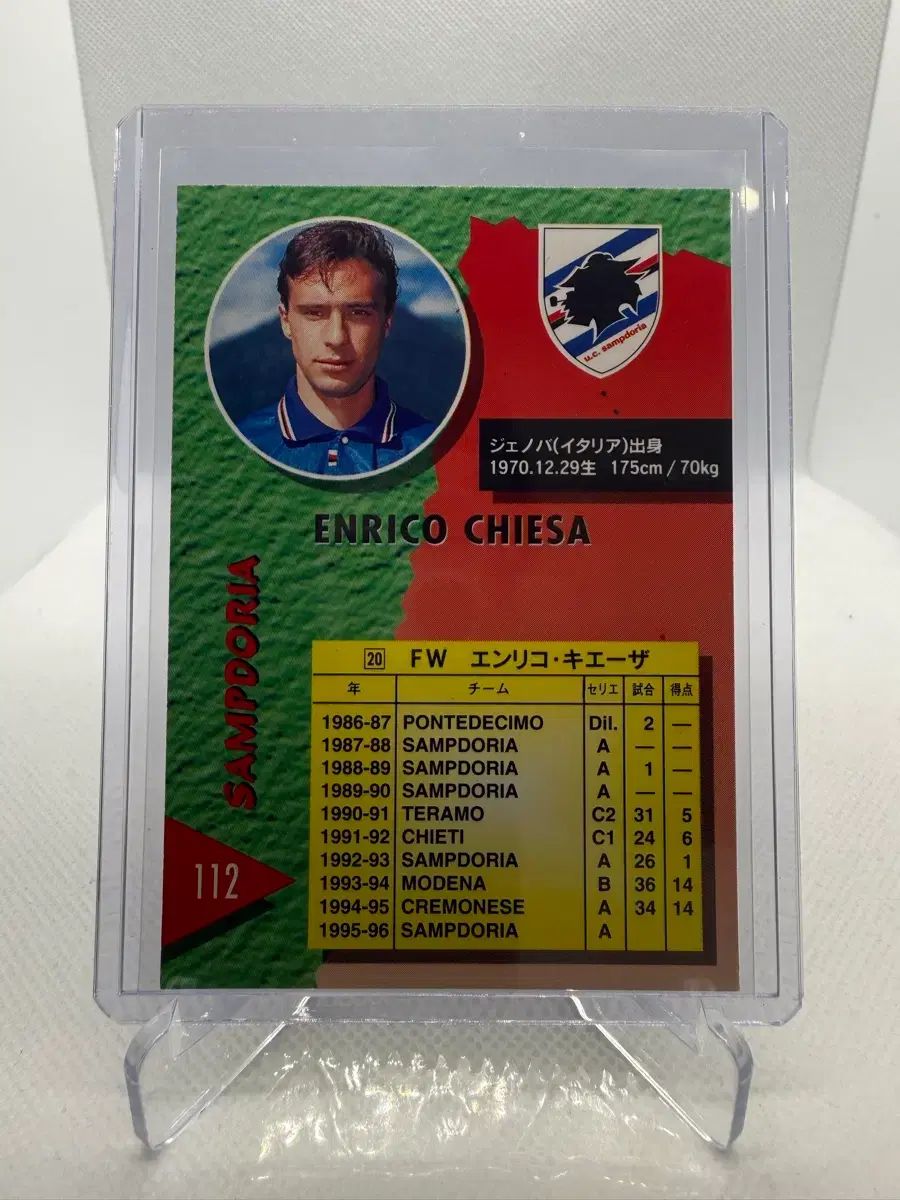 u.c. sampdoria
ジェノバ(イタリア)出身
1970.12.29生 175cm / 70kg
ENRICO CHIESA
SAMPDORIA
20 FW エンリコ・キエーザ
年 チーム セリエ 試合 得点
1986-87 PONTEDECIMO Dil. 2 —
1987-88 SAMPDORIA A — —
1988-89 SAMPDORIA A 1 —
1989-90 SAMPDORIA A — —
1990-91 TERAMO C2 31 5
1991-92 CHIETI C1 24 6
1992-93 SAMPDORIA A 26 1
1993-94 MODENA B 36 14
1994-95 CREMONESE A 34 14
1995-96 SAMPDORIA A
112